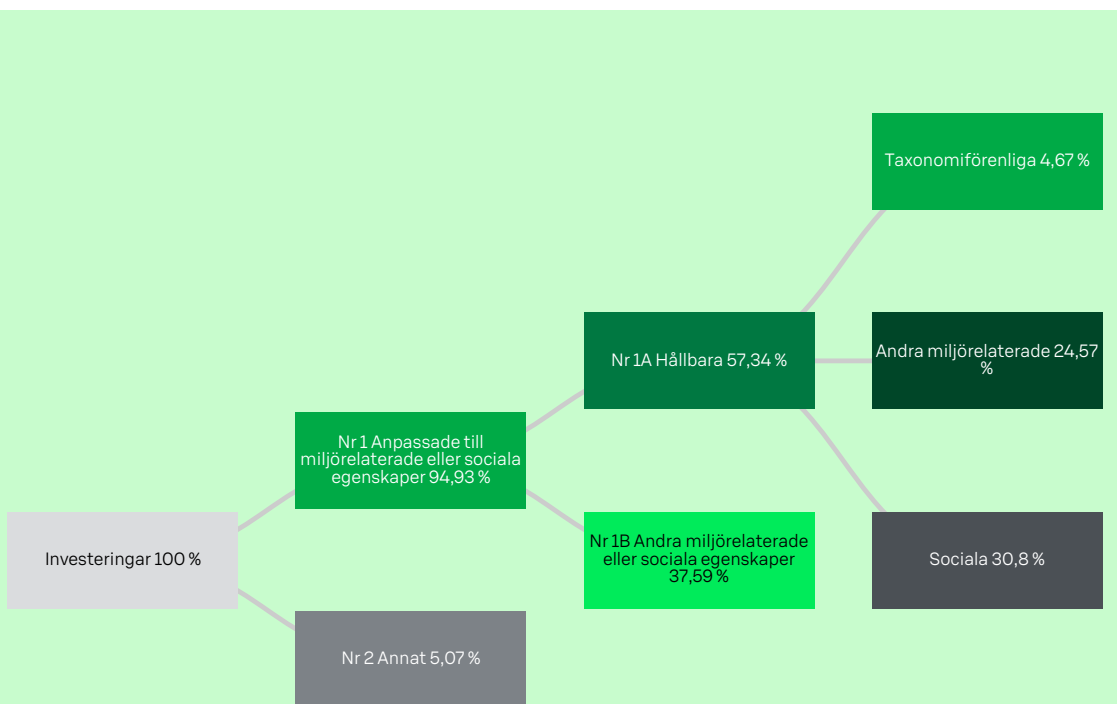 Taxonomiförenliga 4,67 %
Nr 1A Hållbara 57,34 %
Andra miljörelaterade 24,57
%
Nr 1 Anpassade till
miljörelaterade eller sociala
egenskaper 94,93 %
Investeringar 100 %
Nr 1B Andra miljörelaterade
eller sociala egenskaper
37,59 %
Sociala 30,8 %
Nr 2 Annat 5,07 %